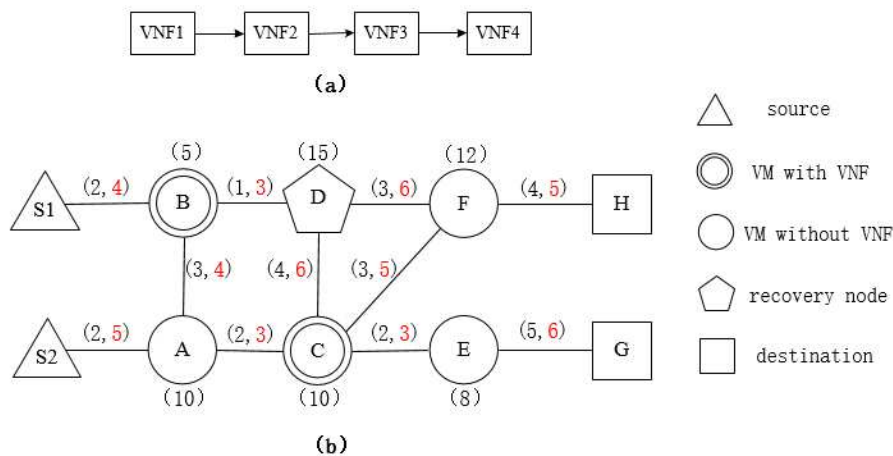 VNF1 VNF2 VNF3 VNF4
(a)
source
(5) (15) (12)
(2,4) (1,3) (3,6) (4,5)
S1 B D F H
VM with VNF
VM without VNF
(3,4) (4,6) (3,5)
recovery node
(2,5) (2,3) (2,3) (5,6)
S2 A C E G
destination
(10) (10) (8)
(b)